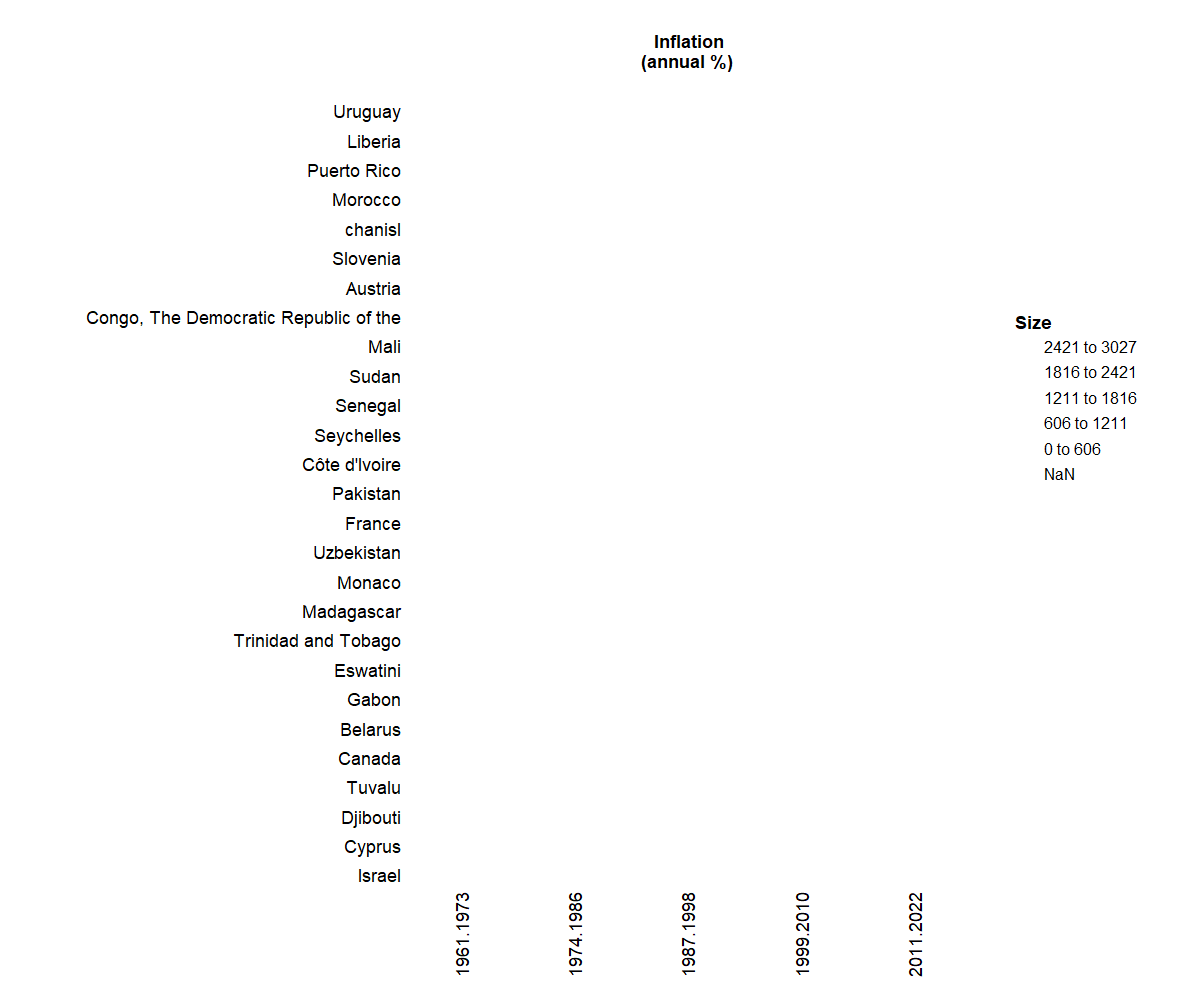 Inflation
(annual %)
Uruguay
Liberia
Puerto Rico
Morocco
chanisl
Slovenia
Austria
Congo, The Democratic Republic of the
Mali
Sudan
Senegal
Seychelles
Côte d'Ivoire
Pakistan
France
Uzbekistan
Monaco
Madagascar
Trinidad and Tobago
Eswatini
Gabon
Belarus
Canada
Tuvalu
Djibouti
Cyprus
Israel
1961.1973
1974.1986
1987.1998
1999.2010
2011.2022
Size
2421 to 3027
1816 to 2421
1211 to 1816
606 to 1211
0 to 606
NaN